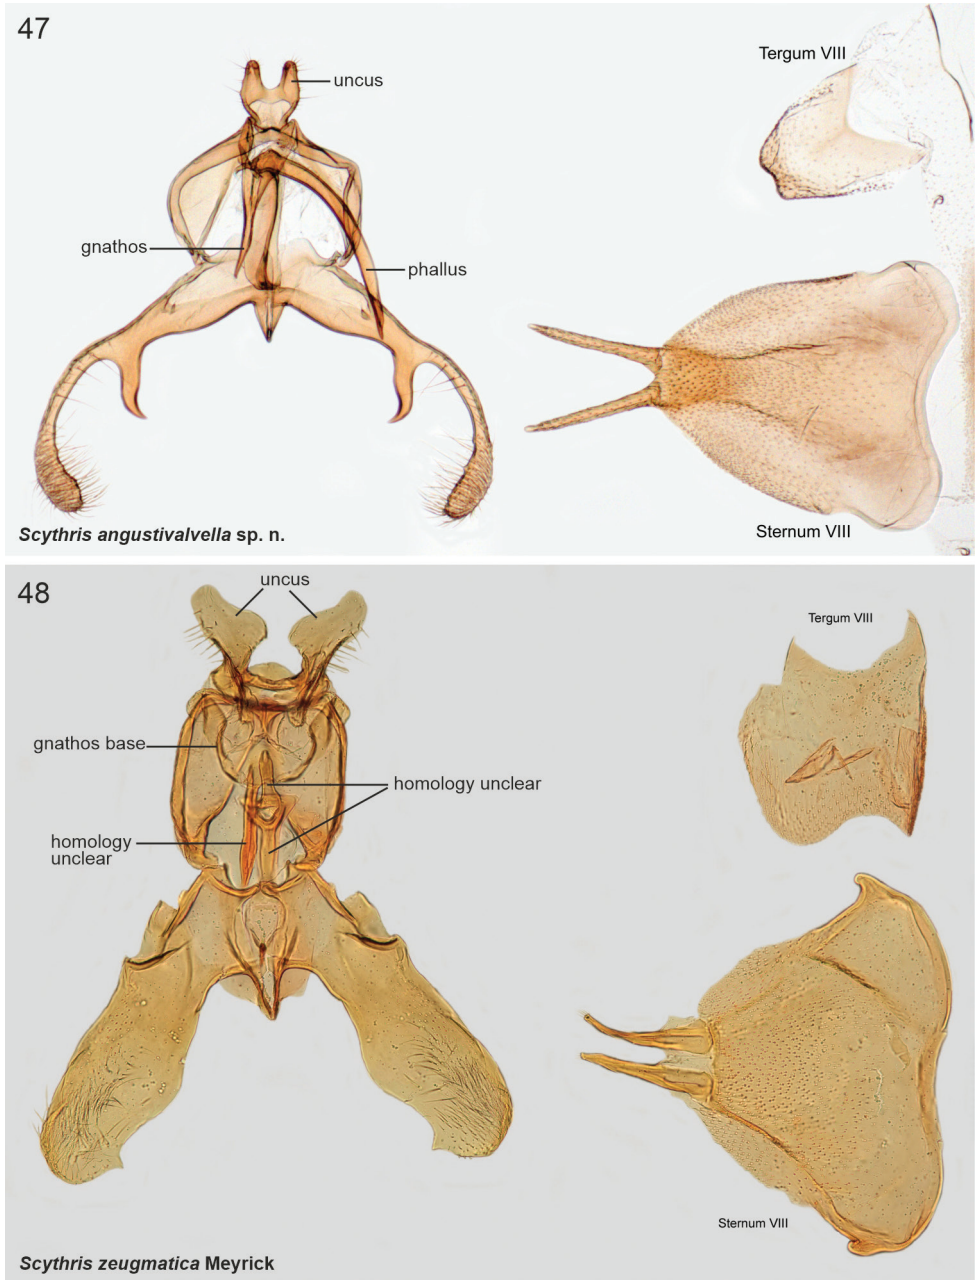 47
Tergum VIII
uncus
gnathos
phallus
Sternum VIII
Scythris angustivalvella sp. n.
48
uncus
Tergum VIII
gnathos base
homology unclear
homology
unclear
Sternum VIII
Scythris zeugmatica Meyrick